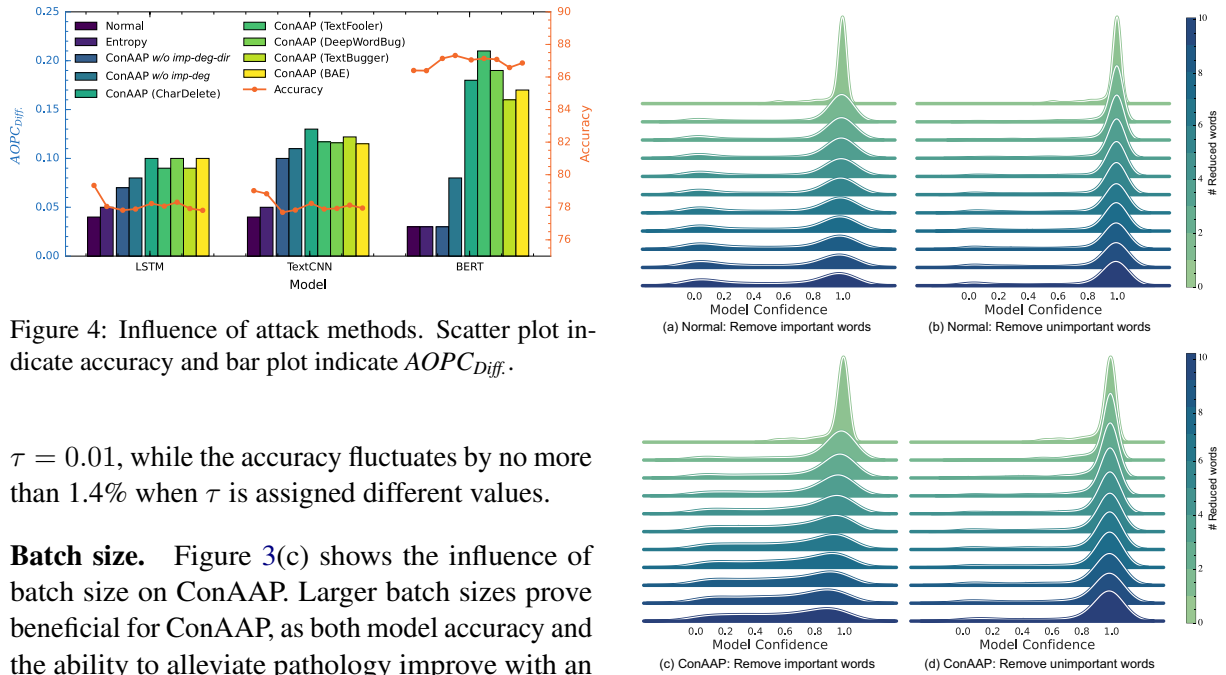 0.25
0.20
0.15
0.10
0.05
0.00
AOPC_Diff.
Normal
Entropy
ConAAP w/o imp-deg-dir
ConAAP w/o imp-deg
ConAAP (CharDelete)
ConAAP (TextFooler)
ConAAP (DeepWordBug)
ConAAP (TextBugger)
ConAAP (BAE)
Accuracy
90
88
86
84
82
80
78
76
Accuracy
LSTM TextCNN BERT
Model
Figure 4: Influence of attack methods. Scatter plot in-
dicate accuracy and bar plot indicate AOPC_Diff..
τ = 0.01, while the accuracy fluctuates by no more
than 1.4% when τ is assigned different values.
Batch size. Figure 3(c) shows the influence of
batch size on ConAAP. Larger batch sizes prove
beneficial for ConAAP, as both model accuracy and
the ability to alleviate pathology improve with an
0.0 0.2 0.4 0.6 0.8 1.0
Model Confidence
(a) Normal: Remove important words
0.0 0.2 0.4 0.6 0.8 1.0
Model Confidence
(b) Normal: Remove unimportant words
10
8
6
4
2
0
# Reduced words
0.0 0.2 0.4 0.6 0.8 1.0
Model Confidence
(c) ConAAP: Remove important words
0.0 0.2 0.4 0.6 0.8 1.0
Model Confidence
(d) ConAAP: Remove unimportant words
10
8
6
4
2
0
# Reduced words